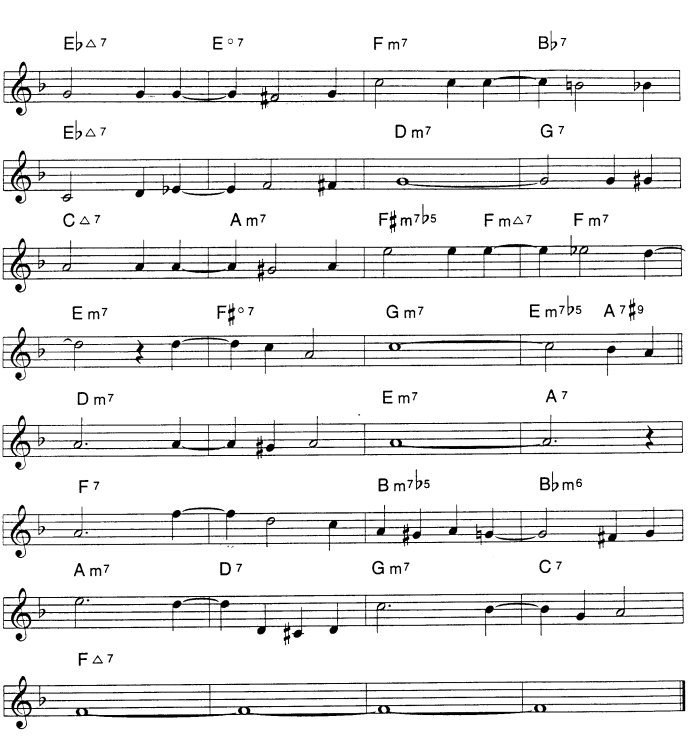 E♭△7 E°7 Fm7 B♭7
E♭△7 Dm7 G7
C△7 Am7 F#m7♭5 Fm△7 Fm7
Em7 F#°7 Gm7 Em7♭5 A7#9
Dm7 Em7 A7
F7 Bm7♭5 B♭m6
Am7 D7 Gm7 C7
F△7